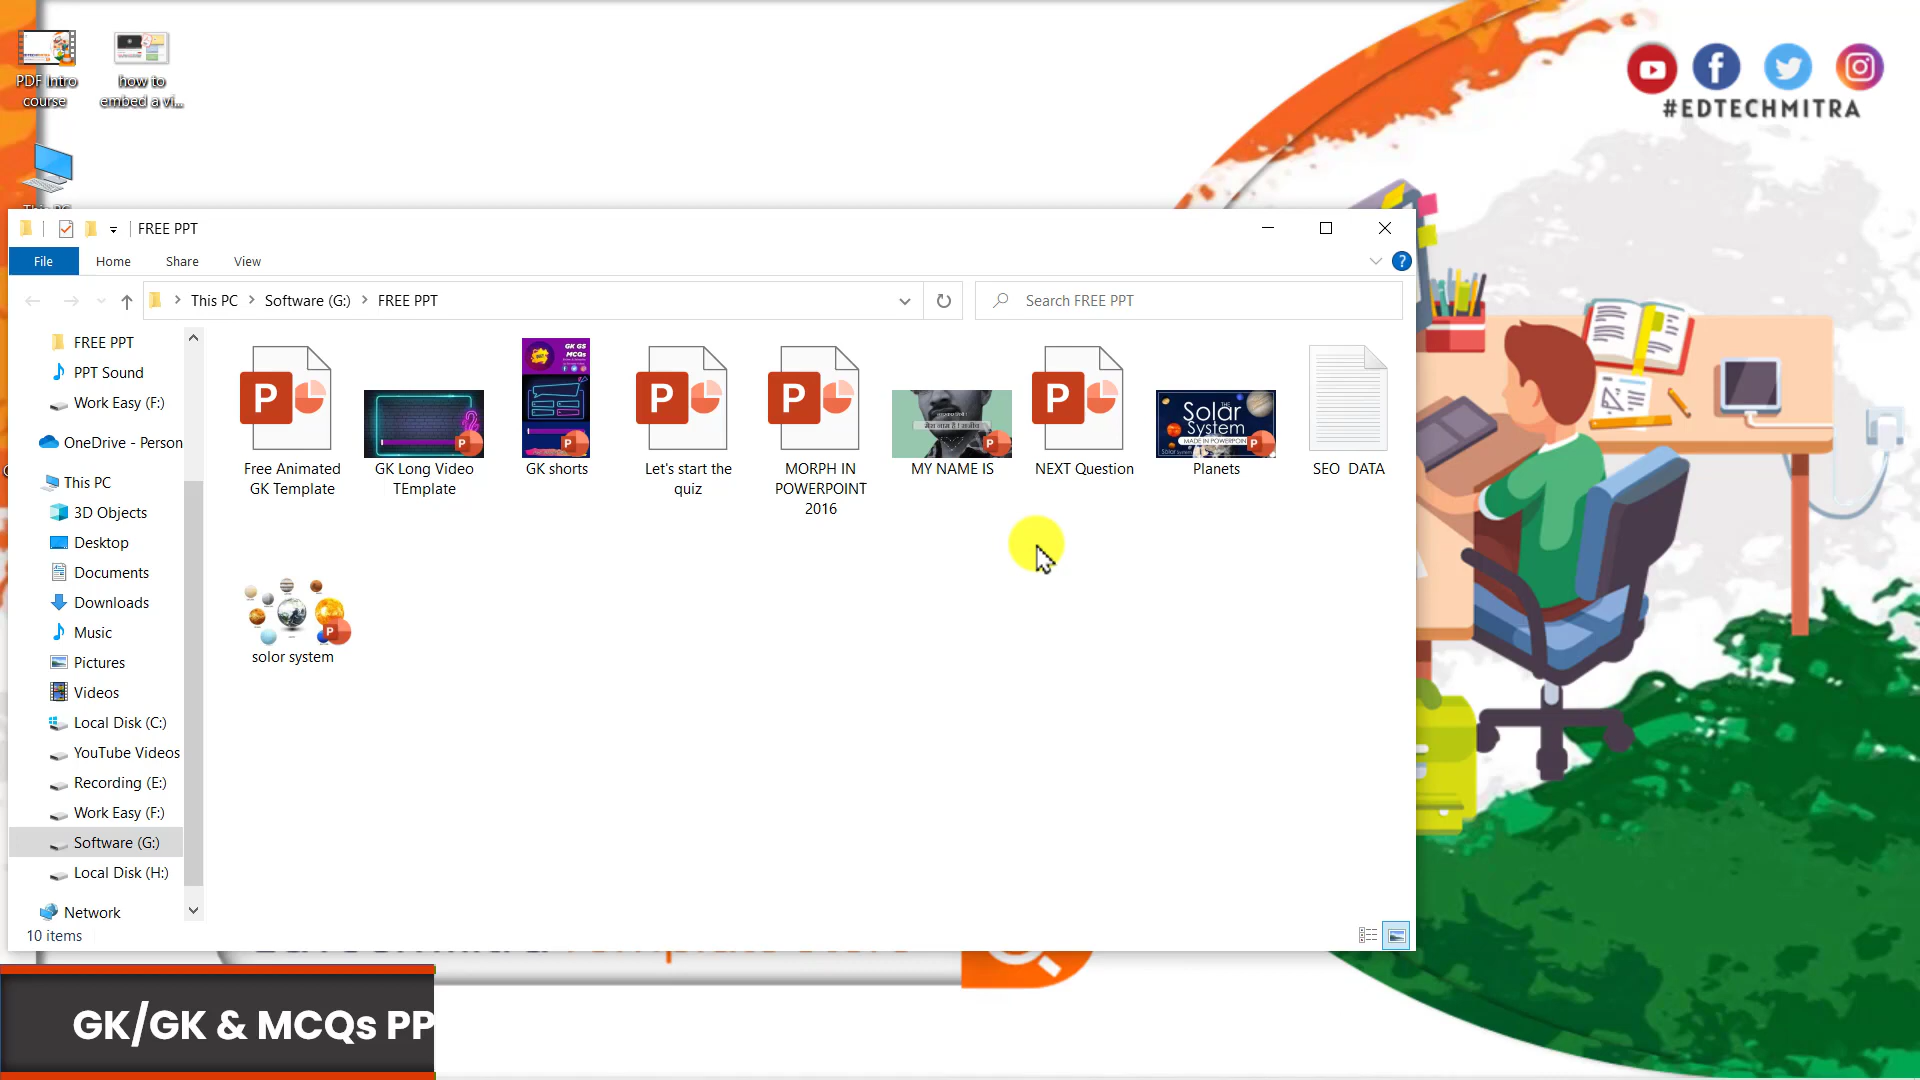 PDF Intro
course
how to
embed a vi...
#EDTECHMITRA
FREE PPT
File
Home
Share
View
This PC
Software (G:)
FREE PPT
Search FREE PPT
FREE PPT
PPT Sound
Work Easy (F:)
OneDrive - Person
This PC
3D Objects
Desktop
Documents
Downloads
Music
Pictures
Videos
Local Disk (C:)
YouTube Videos
Recording (E:)
Work Easy (F:)
Software (G:)
Local Disk (H:)
Network
Free Animated
GK Template
GK Long Video
TEmplate
GK GS
MCQs
GK shorts
Let's start the
quiz
MORPH IN
POWERPOINT
2016
MY NAME IS
NEXT Question
THE
Solar
System
MADE IN POWERPOIN
Planets
SEO DATA
solor system
10 items
GK/GK & MCQs PP